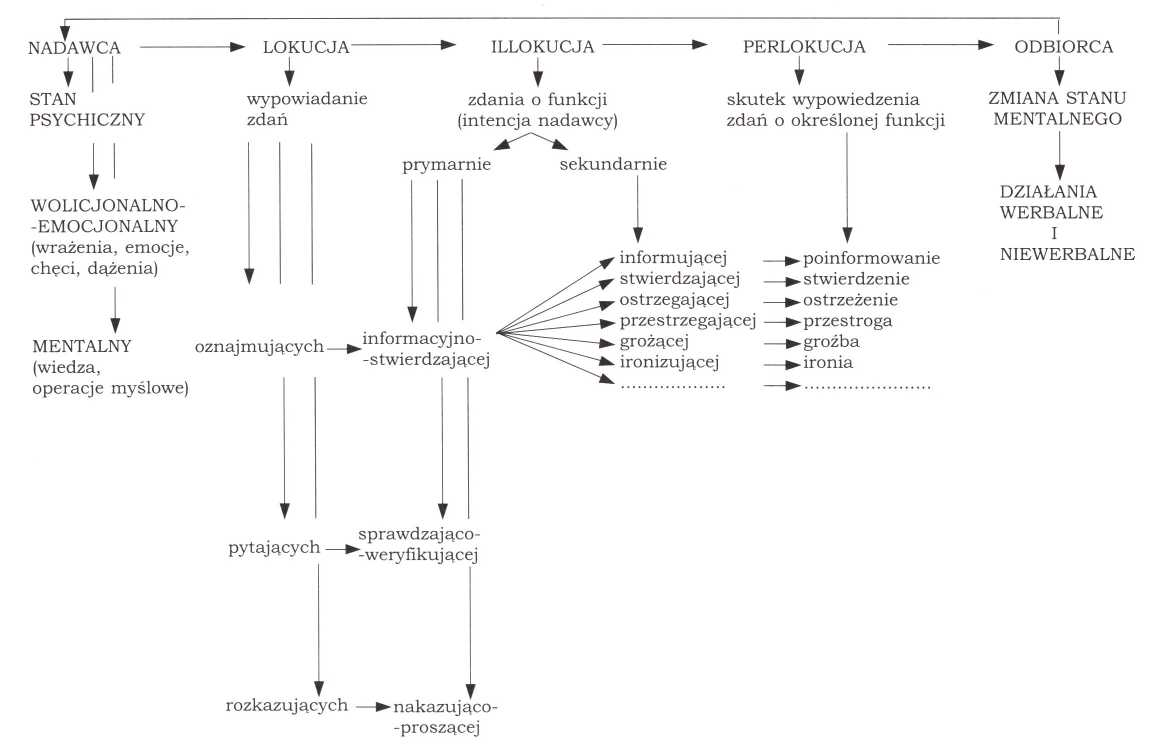 NADAWCA
LOKUCJA
ILLOKUCJA
PERLOKUCJA
ODBIORCA
STAN
PSYCHICZNY
wypowiadanie
zdań
zdania o funkcji
(intencja nadawcy)
skutek wypowiedzenia
zdań o określonej funkcji
ZMIANA STANU
MENTALNEGO
prymarnie
sekundarnie
WOLICJONALNO-
-EMOCJONALNY
(wrażenia, emocje,
chęci, dążenia)
DZIAŁANIA
WERBALNE
I
NIEWERBALNE
MENTALNY
(wiedza,
operacje myślowe)
oznajmujących
informacyjno-
-stwierdzającej
informującej
stwierdzającej
ostrzegającej
przestrzegającej
grożącej
ironizującej
..................
poinformowanie
stwierdzenie
ostrzeżenie
przestroga
groźba
ironia
......................
pytających
sprawdzająco-
-weryfikującej
rozkazujących
nakazująco-
-proszącej